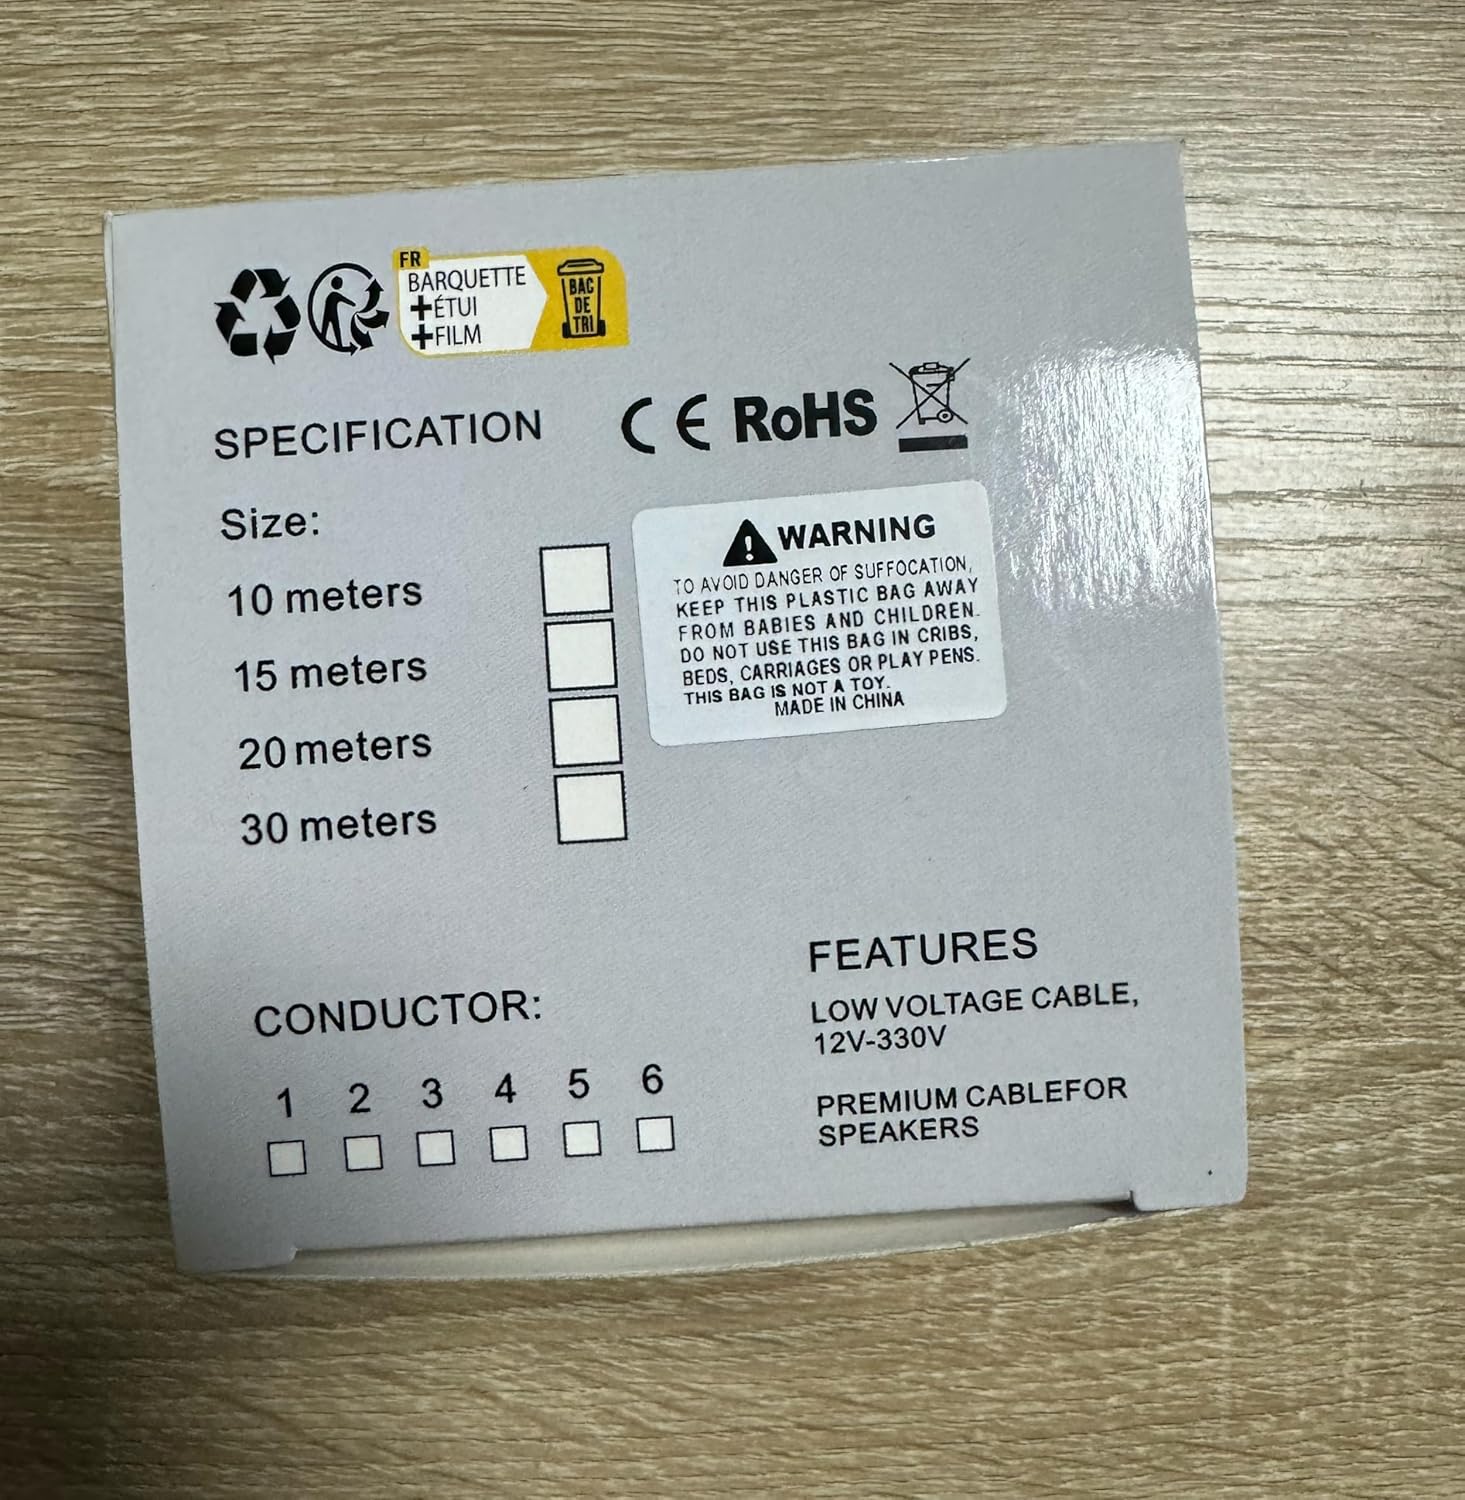 FR
BARQUETTE
+ÉTUI
+FILM
BAC
DE
TRI
SPECIFICATION
CE RoHS
Size:
10 meters
15 meters
20 meters
30 meters
WARNING
TO AVOID DANGER OF SUFFOCATION,
KEEP THIS PLASTIC BAG AWAY
FROM BABIES AND CHILDREN.
DO NOT USE THIS BAG IN CRIBS,
BEDS, CARRIAGES OR PLAY PENS.
THIS BAG IS NOT A TOY.
MADE IN CHINA
CONDUCTOR:
1 2 3 4 5 6
FEATURES
LOW VOLTAGE CABLE,
12V-330V
PREMIUM CABLEFOR
SPEAKERS